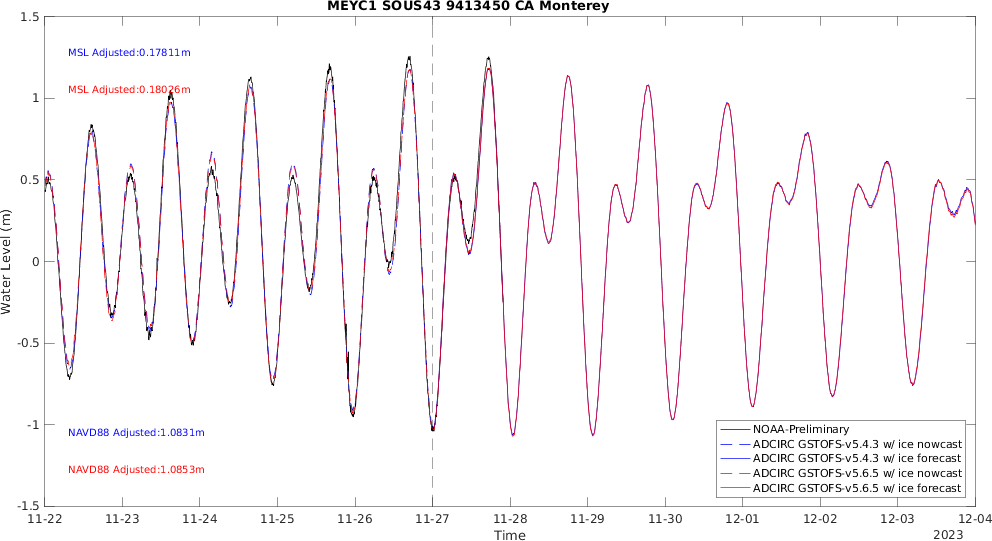 MEYC1 SOUS43 9413450 CA Monterey
1.5
1
0.5
0
-0.5
-1
-1.5
Water Level (m)
MSL Adjusted:0.17811m
MSL Adjusted:0.18026m
NAVD88 Adjusted:1.0831m
NAVD88 Adjusted:1.0853m
NOAA-Preliminary
ADCIRC GSTOFS-v5.4.3 w/ ice nowcast
ADCIRC GSTOFS-v5.4.3 w/ ice forecast
ADCIRC GSTOFS-v5.6.5 w/ ice nowcast
ADCIRC GSTOFS-v5.6.5 w/ ice forecast
11-22 11-23 11-24 11-25 11-26 11-27 11-28 11-29 11-30 12-01 12-02 12-03 12-04
Time
2023